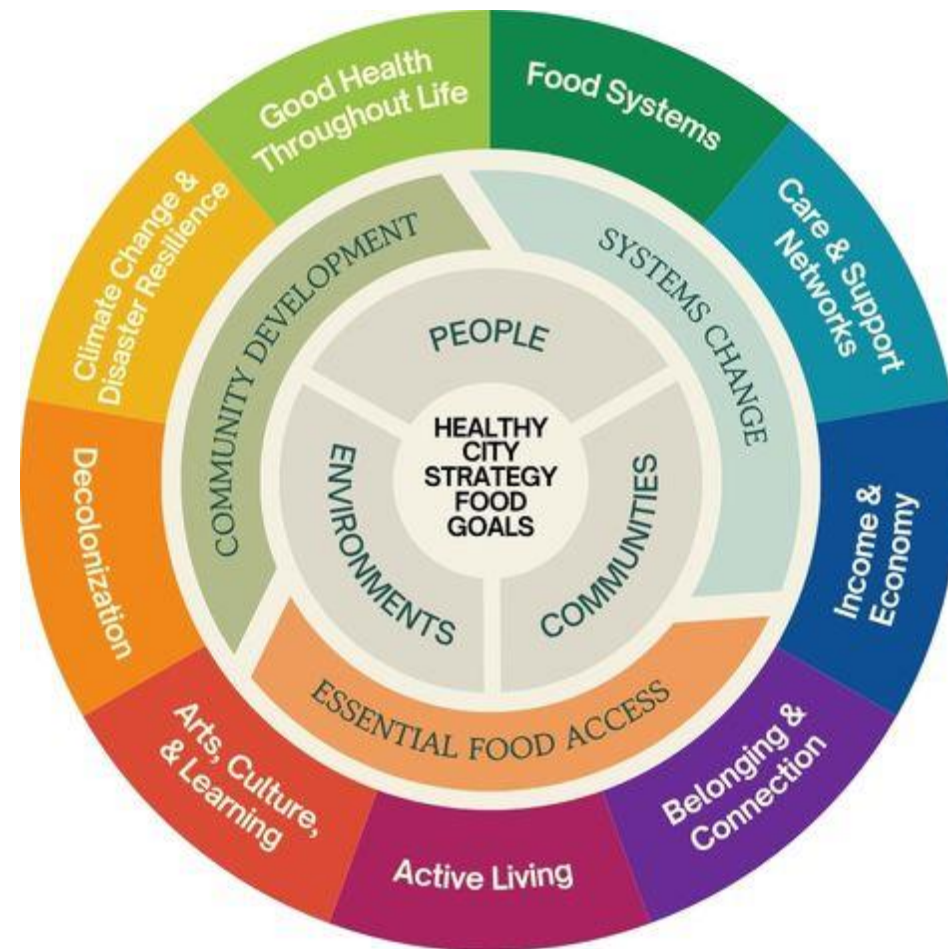 Good Health
Throughout Life
Food Systems
Care & Support
Networks
Income &
Economy
Belonging &
Connection
Active Living
Arts, Culture,
& Learning
Decolonization
Climate Change &
Disaster Resilience
COMMUNITY DEVELOPMENT
SYSTEMS CHANGE
ESSENTIAL FOOD ACCESS
PEOPLE
COMMUNITIES
ENVIRONMENTS
HEALTHY
CITY
STRATEGY
FOOD
GOALS